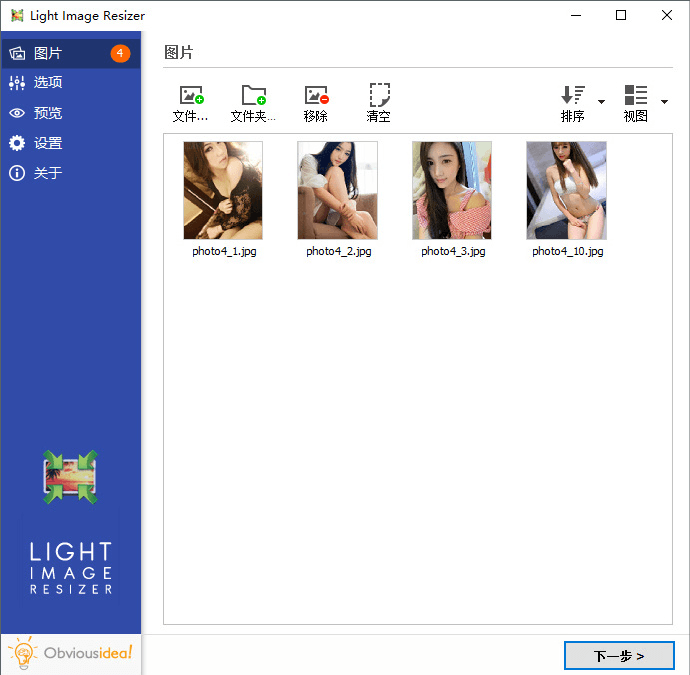 Light Image Resizer
图片
4
选项
预览
设置
关于
LIGHT
IMAGE
RESIZER
Obviousidea!
图片
文件...
文件夹...
移除
清空
排序
视图
photo4_1.jpg
photo4_2.jpg
photo4_3.jpg
photo4_10.jpg
下一步 >